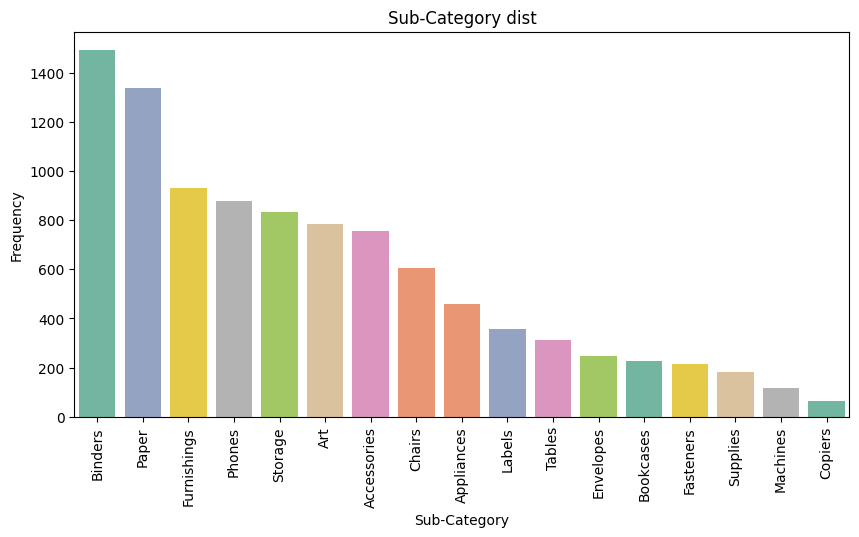 Sub-Category dist
Frequency
1400
1200
1000
800
600
400
200
0
Binders
Paper
Furnishings
Phones
Storage
Art
Accessories
Chairs
Appliances
Labels
Tables
Envelopes
Bookcases
Fasteners
Supplies
Machines
Copiers
Sub-Category